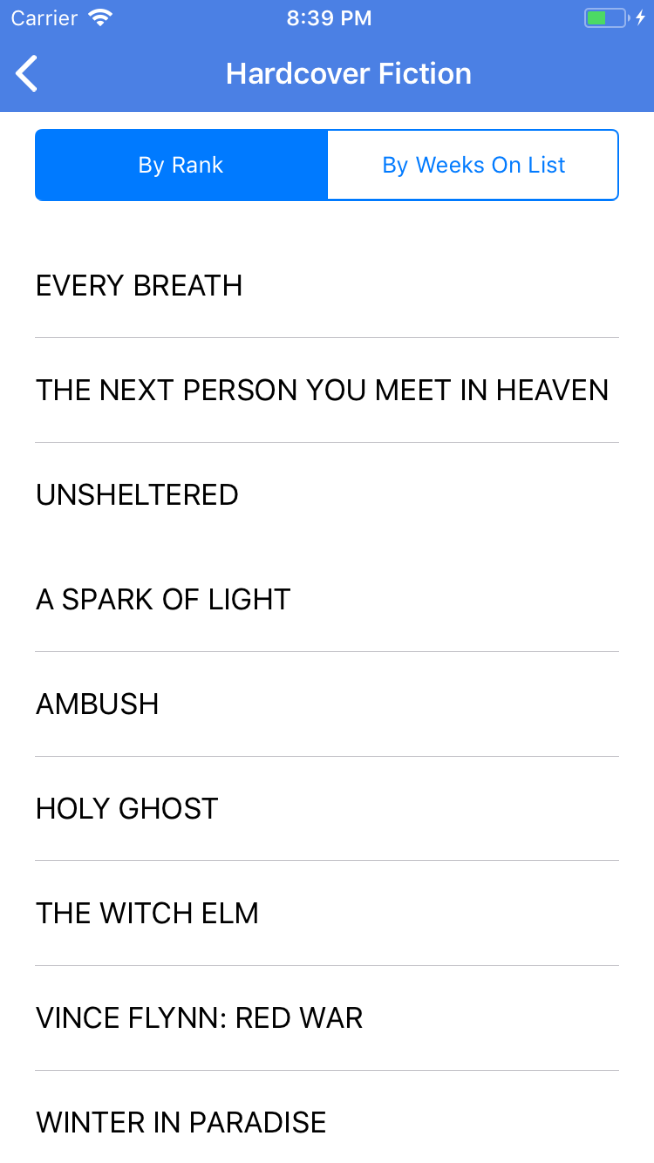 Carrier 8:39 PM
Hardcover Fiction
By Rank By Weeks On List
EVERY BREATH
THE NEXT PERSON YOU MEET IN HEAVEN
UNSHELTERED
A SPARK OF LIGHT
AMBUSH
HOLY GHOST
THE WITCH ELM
VINCE FLYNN: RED WAR
WINTER IN PARADISE